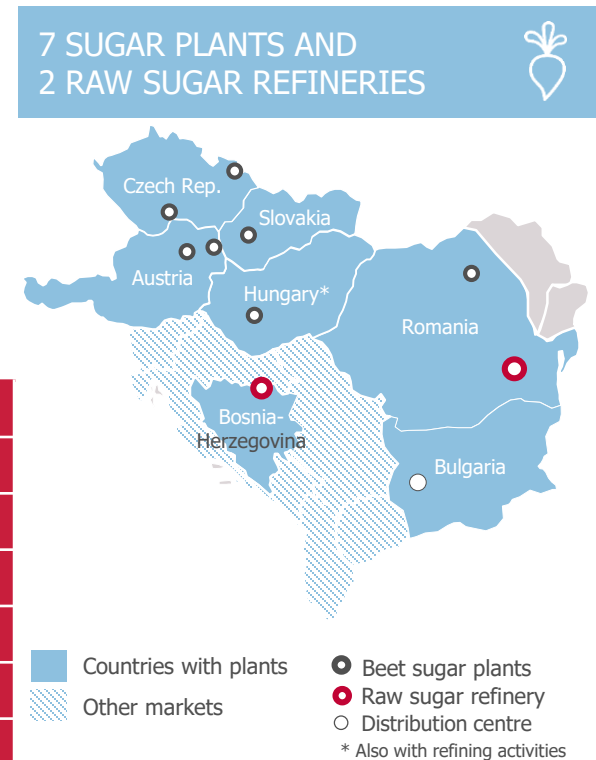 7 SUGAR PLANTS AND
2 RAW SUGAR REFINERIES
Czech Rep.
Slovakia
Austria
Hungary*
Romania
Bosnia-
Herzegovina
Bulgaria
Countries with plants
Other markets
Beet sugar plants
Raw sugar refinery
Distribution centre
* Also with refining activities